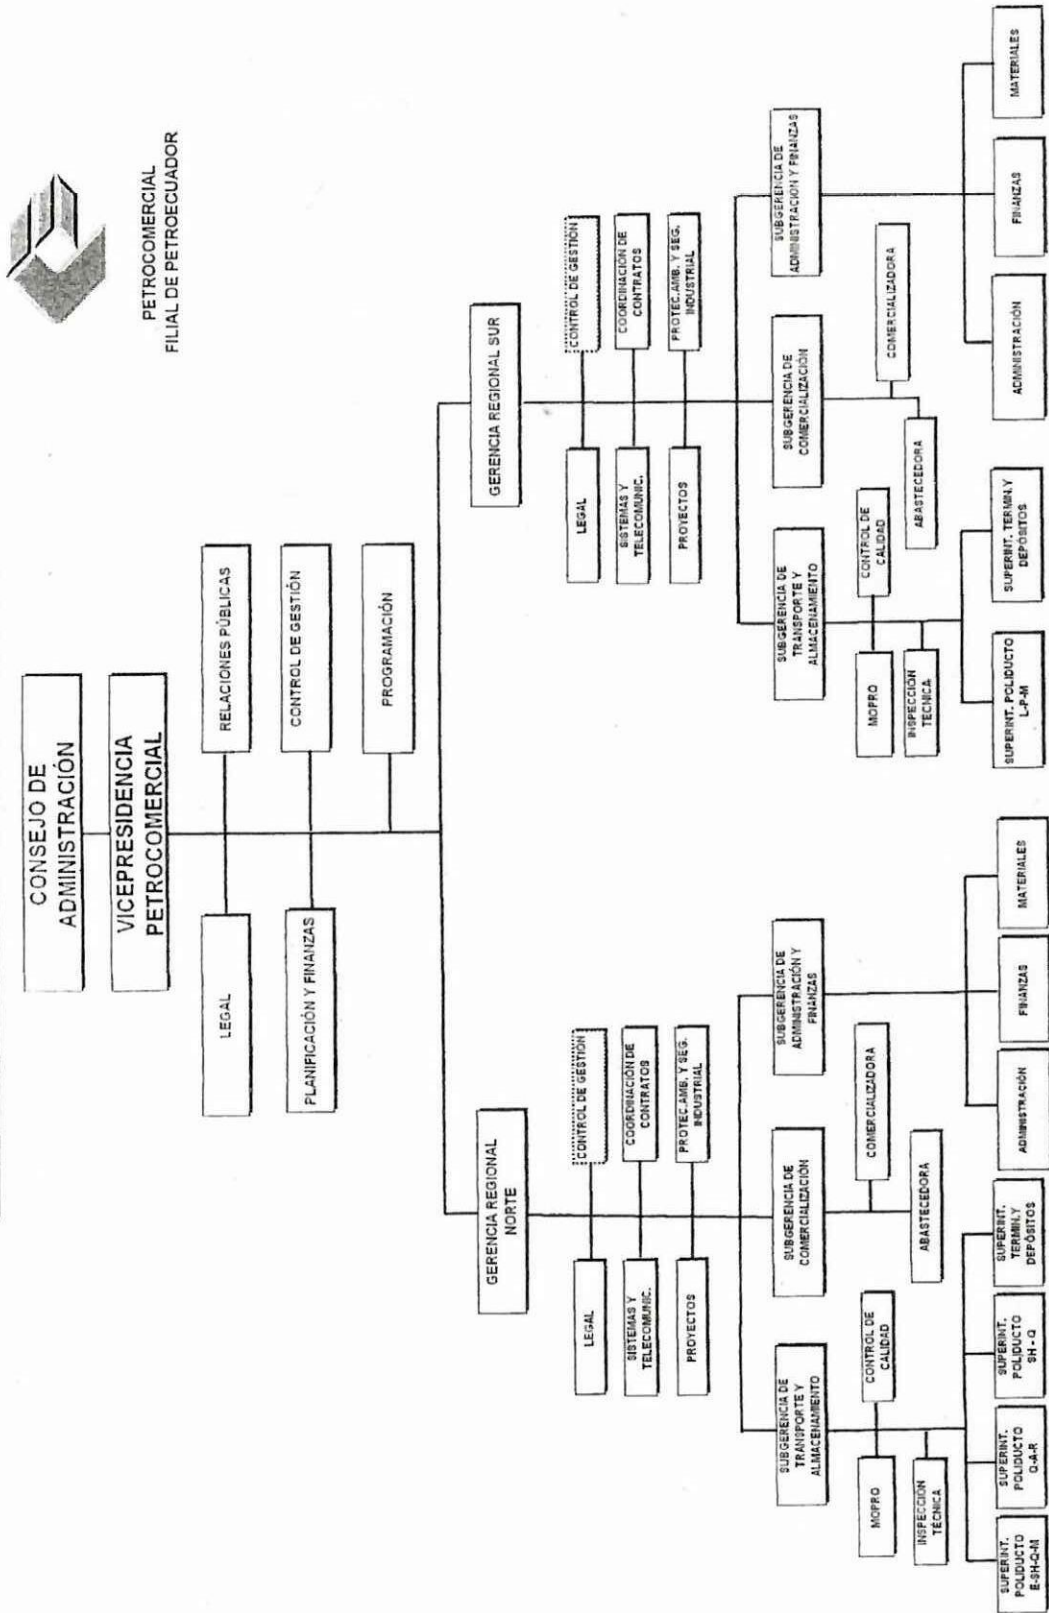 PETROCOMERCIAL
FILIAL DE PETROECUADOR
CONSEJO DE
ADMINISTRACIÓN
VICEPRESIDENCIA
PETROCOMERCIAL
LEGAL
RELACIONES PÚBLICAS
PLANIFICACIÓN Y FINANZAS
CONTROL DE GESTIÓN
PROGRAMACIÓN
GERENCIA REGIONAL
NORTE
LEGAL
CONTROL DE GESTIÓN
SISTEMAS Y
TELECOMUNIC.
COORDINACIÓN DE
CONTRATOS
PROYECTOS
PROTEC.AMB. Y SEG.
INDUSTRIAL
SUBGERENCIA DE
TRANSPORTE Y
ALMACENAMIENTO
SUBGERENCIA DE
COMERCIALIZACIÓN
SUBGERENCIA DE
ADMINISTRACIÓN Y
FINANZAS
MOPRO
CONTROL DE
CALIDAD
INSPECCIÓN
TÉCNICA
COMERCIALIZADORA
ABASTECEDORA
SUPERINT.
POLIDUCTO
E-SH-Q-M
SUPERINT.
POLIDUCTO
Q-A-R
SUPERINT.
POLIDUCTO
SH - Q
SUPERINT.
TERMIN.Y
DEPÓSITOS
ADMINISTRACIÓN
FINANZAS
MATERIALES
GERENCIA REGIONAL SUR
LEGAL
CONTROL DE GESTIÓN
SISTEMAS Y
TELECOMUNIC.
COORDINACIÓN DE
CONTRATOS
PROYECTOS
PROTEC.AMB. Y SEG.
INDUSTRIAL
SUBGERENCIA DE
TRANSPORTE Y
ALMACENAMIENTO
SUBGERENCIA DE
COMERCIALIZACIÓN
SUBGERENCIA DE
ADMINISTRACIÓN Y FINANZAS
MOPRO
CONTROL DE
CALIDAD
INSPECCIÓN
TECNICA
COMERCIALIZADORA
ABASTECEDORA
SUPERINT. POLIDUCTO
L-P-M
SUPERINT. TERMIN.Y
DEPÓSITOS
ADMINISTRACIÓN
FINANZAS
MATERIALES